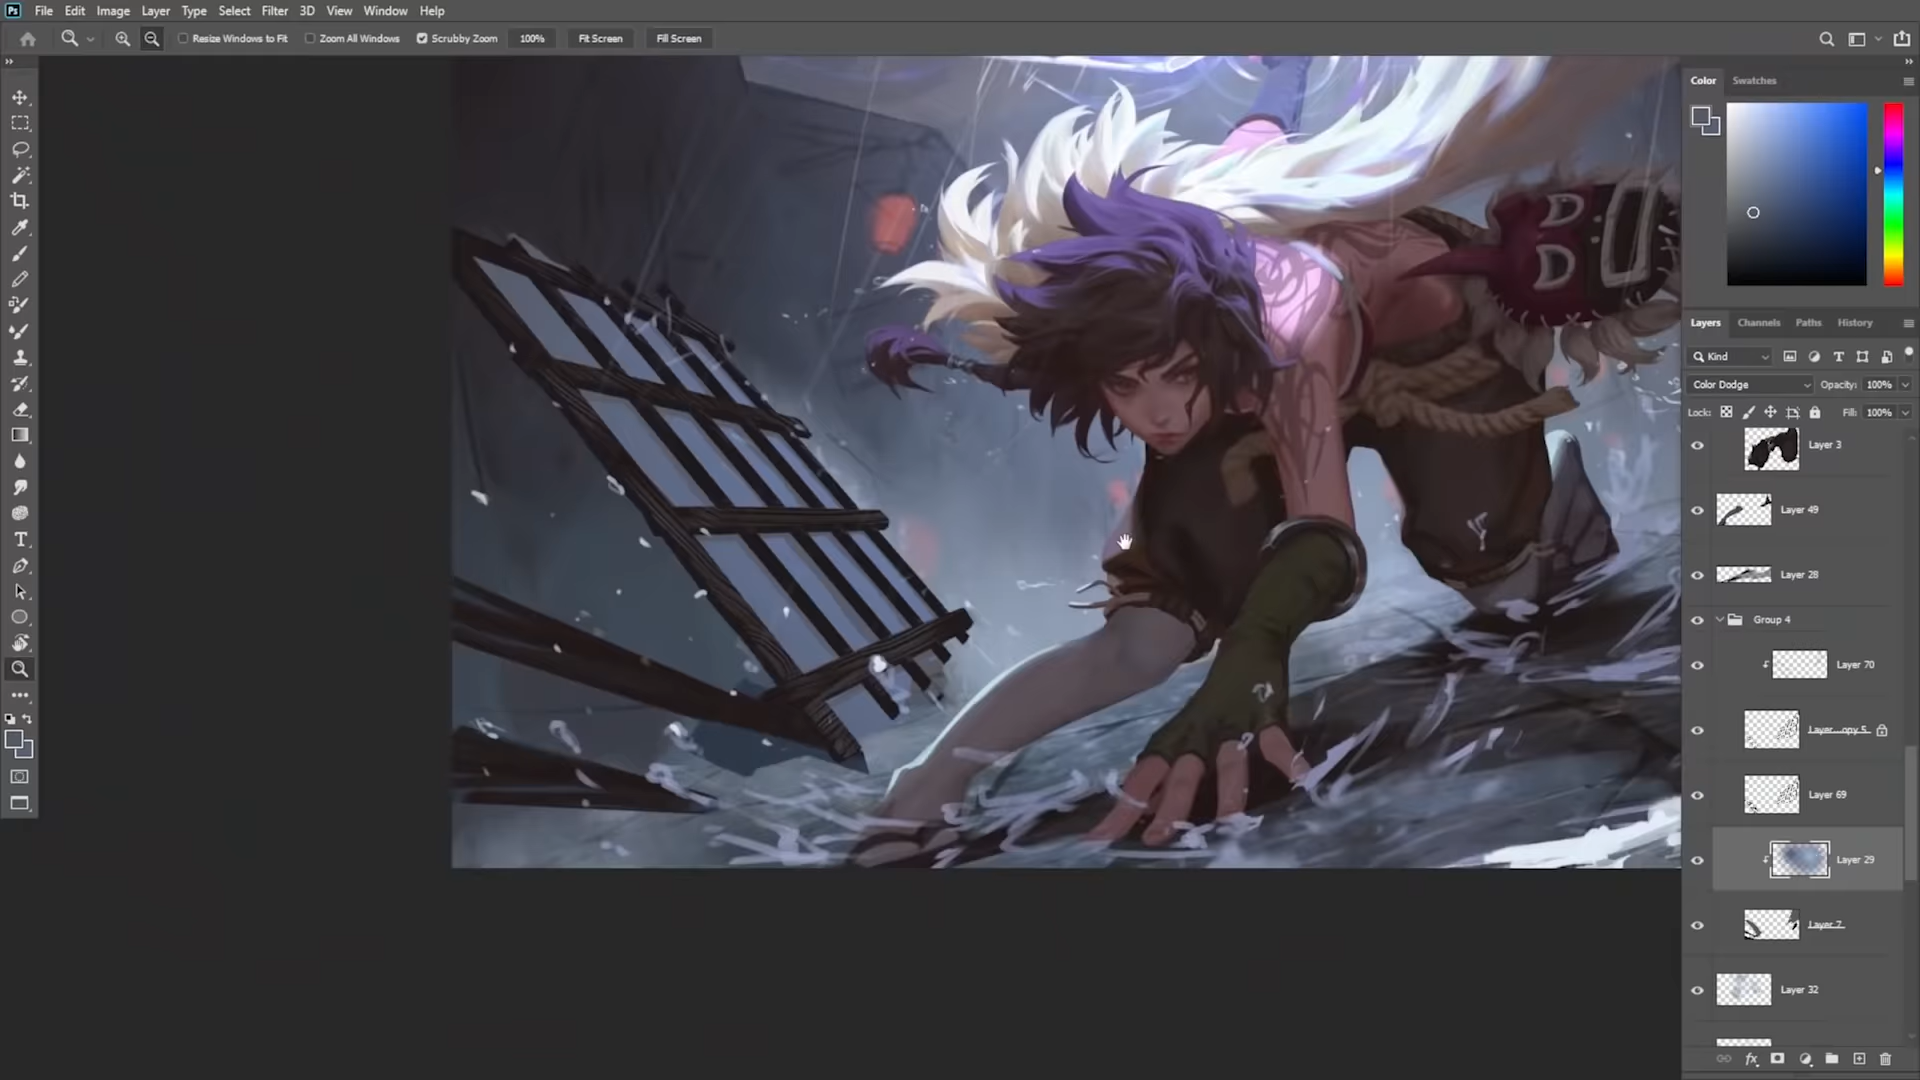 Ps File Edit Image Layer Type Select Filter 3D View Window Help
Resize Windows to Fit Zoom All Windows Scrubby Zoom 100% Fit Screen Fill Screen
Color Swatches
Layers Channels Paths History
Kind
Color Dodge Opacity: 100%
Lock: Fill: 100%
Layer 3
Layer 49
Layer 28
Group 4
Layer 70
Layer...opy 5
Layer 69
Layer 29
Layer 7
Layer 32